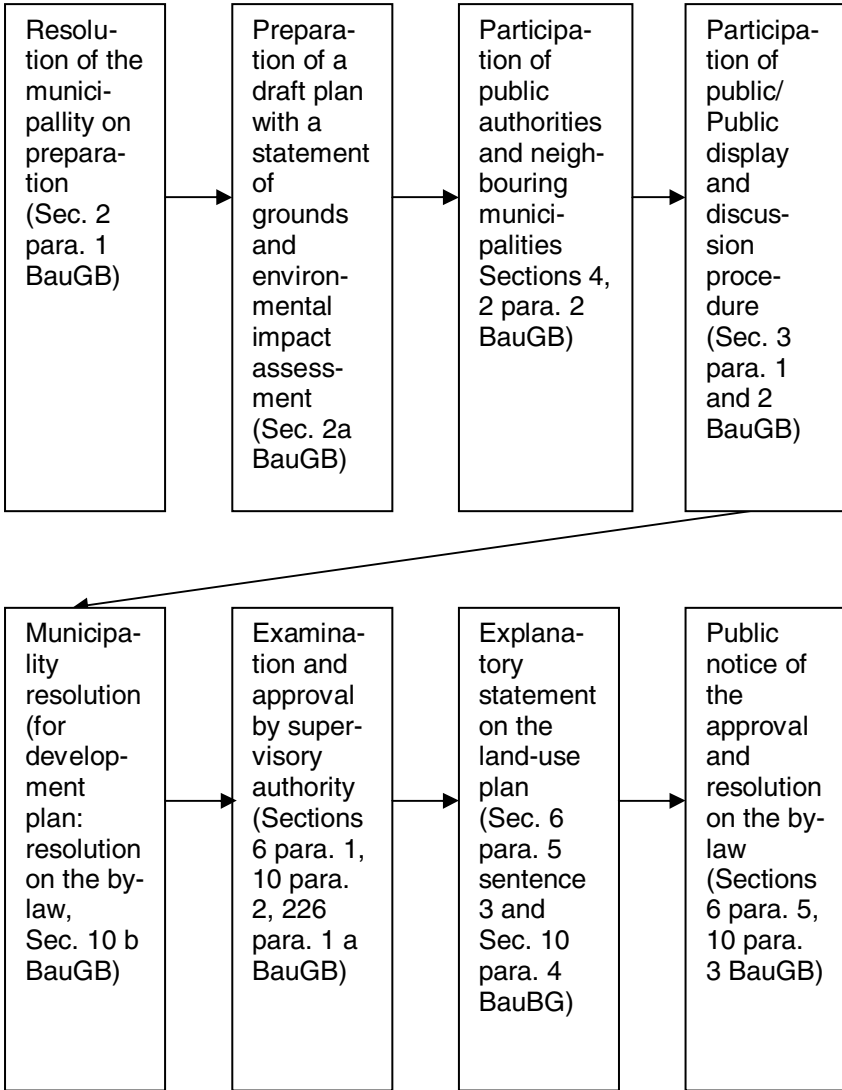 Resolu-
tion of the
munici-
pallity on
prepara-
tion
(Sec. 2
para. 1
BauGB)
Prepara-
tion of a
draft plan
with a
statement
of
grounds
and
environ-
mental
impact
assess-
ment
(Sec. 2a
BauGB)
Participa-
tion of
public
authorities
and neigh-
bouring
munici-
palities
Sections 4,
2 para. 2
BauGB)
Participa-
tion of
public/
Public
display
and
discus-
sion
proce-
dure
(Sec. 3
para. 1
and 2
BauGB)
Municipa-
lity
resolution
(for
develop-
ment
plan:
resolution
on the by-
law,
Sec. 10 b
BauGB)
Examina-
tion and
approval
by super-
visory
authority
(Sections
6 para. 1,
10 para.
2, 226
para. 1 a
BauGB)
Explana-
tory
statement
on the
land-use
plan
(Sec. 6
para. 5
sentence
3 and
Sec. 10
para. 4
BauBG)
Public
notice of
the
approval
and
resolution
on the by-
law
(Sections
6 para. 5,
10 para.
3 BauGB)